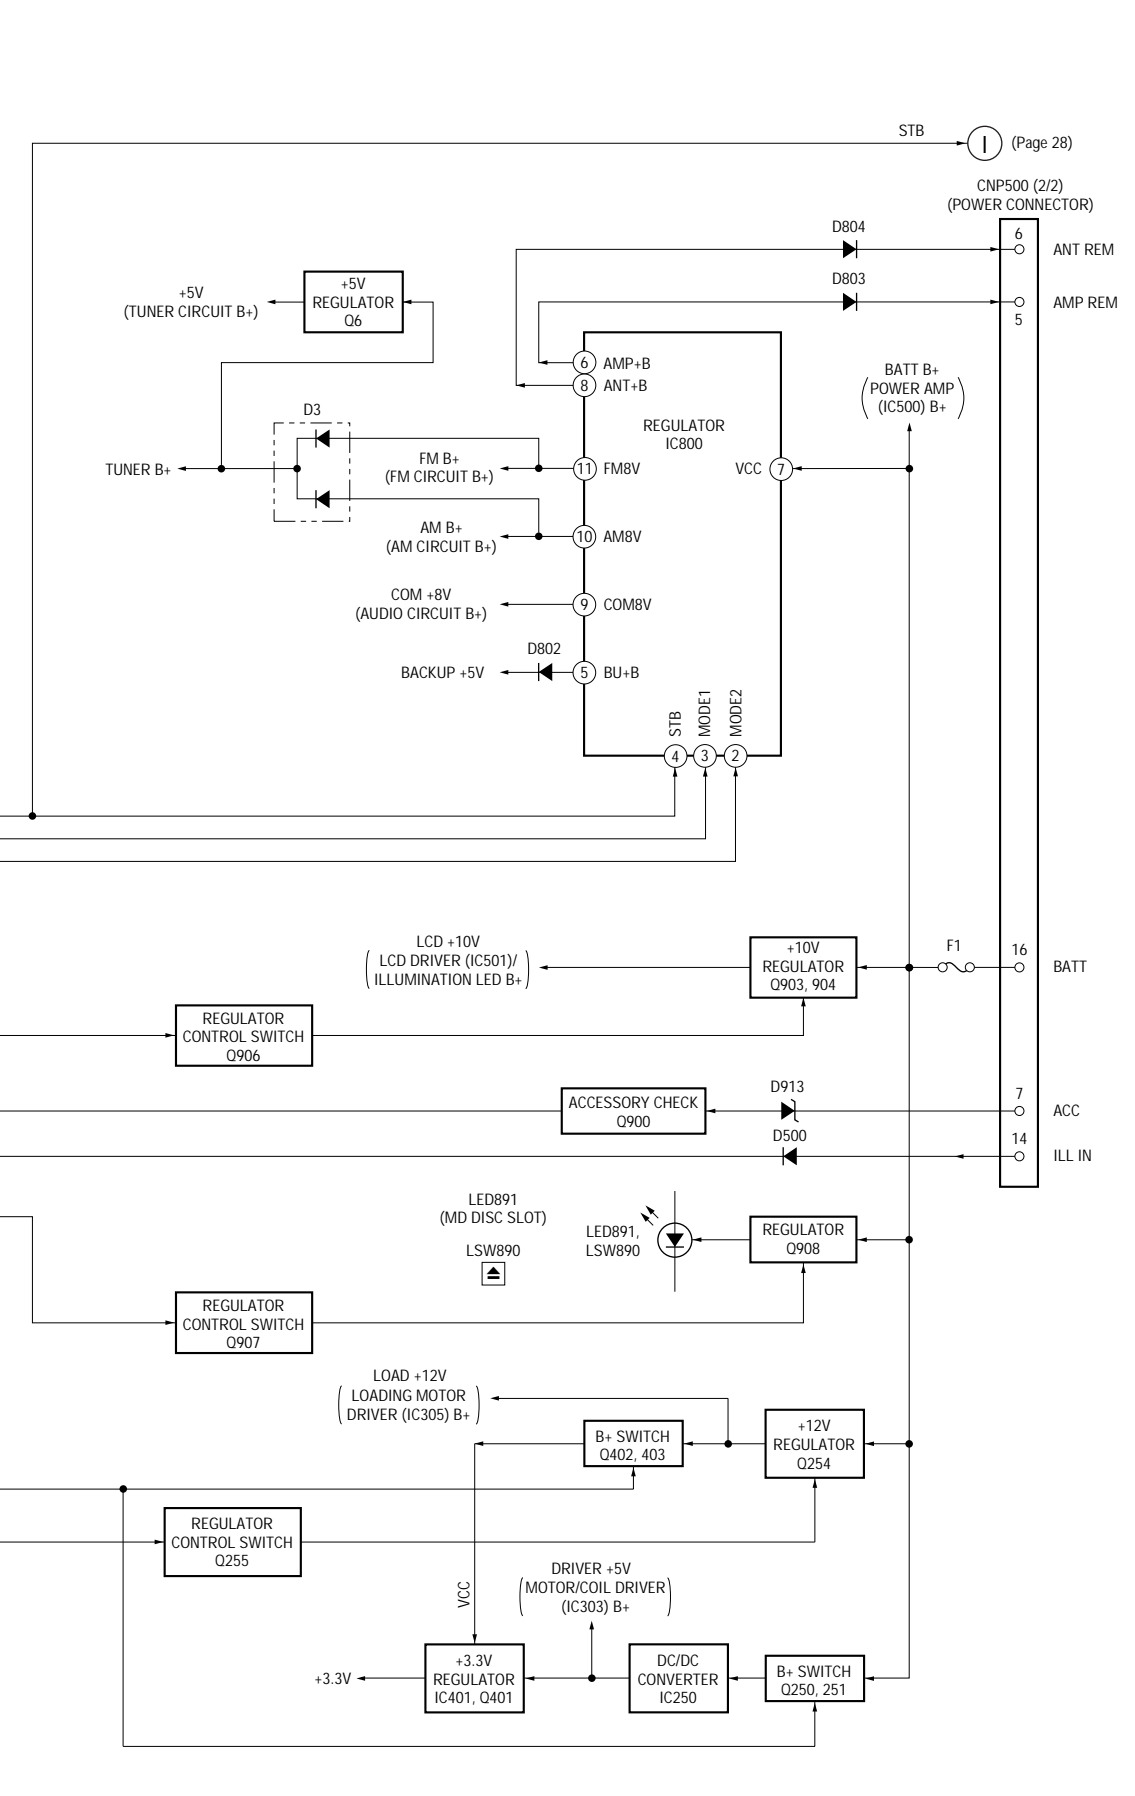 STB
I
(Page 28)
CNP500 (2/2)
(POWER CONNECTOR)
D804
6
ANT REM
D803
AMP REM
5
+5V
REGULATOR
Q6
+5V
(TUNER CIRCUIT B+)
6
AMP+B
8
ANT+B
BATT B+
POWER AMP
(IC500) B+
D3
REGULATOR
IC800
TUNER B+
FM B+
(FM CIRCUIT B+)
11
FM8V
VCC
7
AM B+
(AM CIRCUIT B+)
10
AM8V
COM +8V
(AUDIO CIRCUIT B+)
9
COM8V
D802
BACKUP +5V
5
BU+B
STB
MODE1
MODE2
4
3
2
LCD +10V
LCD DRIVER (IC501)/
ILLUMINATION LED B+
+10V
REGULATOR
Q903, 904
F1
16
BATT
REGULATOR
CONTROL SWITCH
Q906
ACCESSORY CHECK
Q900
D913
7
ACC
D500
14
ILL IN
LED891
(MD DISC SLOT)
LSW890
LED891,
LSW890
REGULATOR
Q908
REGULATOR
CONTROL SWITCH
Q907
LOAD +12V
LOADING MOTOR
DRIVER (IC305) B+
B+ SWITCH
Q402, 403
+12V
REGULATOR
Q254
REGULATOR
CONTROL SWITCH
Q255
VCC
DRIVER +5V
MOTOR/COIL DRIVER
(IC303) B+
+3.3V
+3.3V
REGULATOR
IC401, Q401
DC/DC
CONVERTER
IC250
B+ SWITCH
Q250, 251